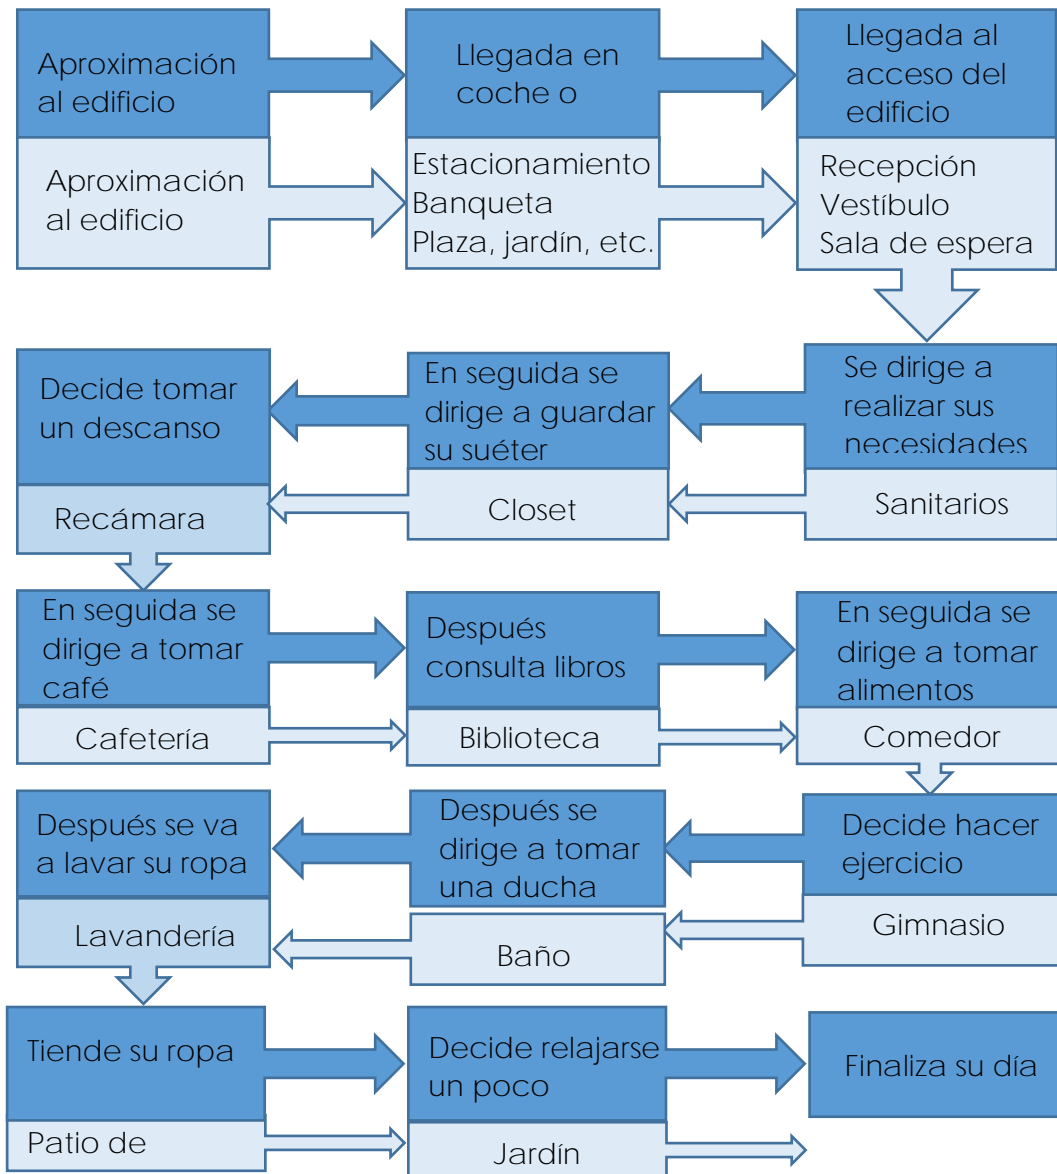 Aproximación
al edificio
Aproximación
al edificio
Llegada en
coche o
Estacionamiento
Banqueta
Plaza, jardín, etc.
Llegada al
acceso del
edificio
Recepción
Vestíbulo
Sala de espera
Se dirige a
realizar sus
necesidades
Sanitarios
En seguida se
dirige a guardar
su suéter
Closet
Decide tomar
un descanso
Recámara
En seguida se
dirige a tomar
café
Cafetería
Después
consulta libros
Biblioteca
En seguida se
dirige a tomar
alimentos
Comedor
Decide hacer
ejercicio
Gimnasio
Después se
dirige a tomar
una ducha
Baño
Después se va
a lavar su ropa
Lavandería
Tiende su ropa
Patio de
Decide relajarse
un poco
Jardín
Finaliza su día